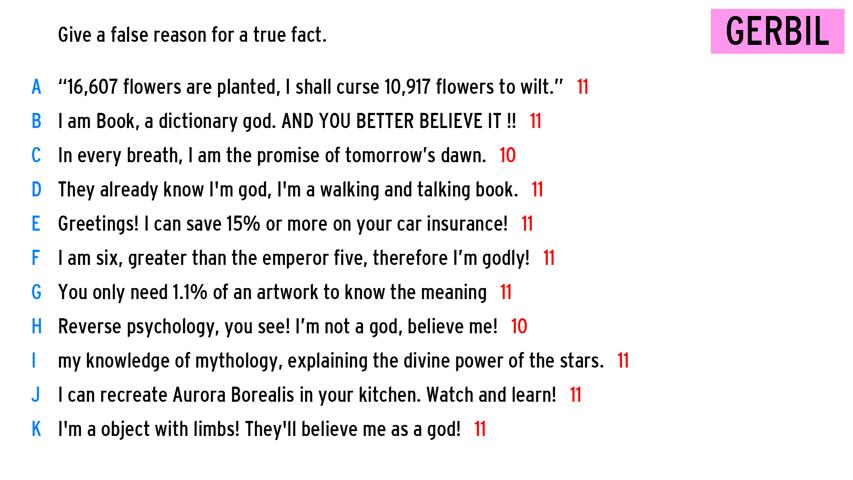 Give a false reason for a true fact.
GERBIL
A “16,607 flowers are planted, I shall curse 10,917 flowers to wilt.” 11
B I am Book, a dictionary god. AND YOU BETTER BELIEVE IT !! 11
C In every breath, I am the promise of tomorrow’s dawn. 10
D They already know I'm god, I'm a walking and talking book. 11
E Greetings! I can save 15% or more on your car insurance! 11
F I am six, greater than the emperor five, therefore I’m godly! 11
G You only need 1.1% of an artwork to know the meaning 11
H Reverse psychology, you see! I’m not a god, believe me! 10
I my knowledge of mythology, explaining the divine power of the stars. 11
J I can recreate Aurora Borealis in your kitchen. Watch and learn! 11
K I'm a object with limbs! They'll believe me as a god! 11